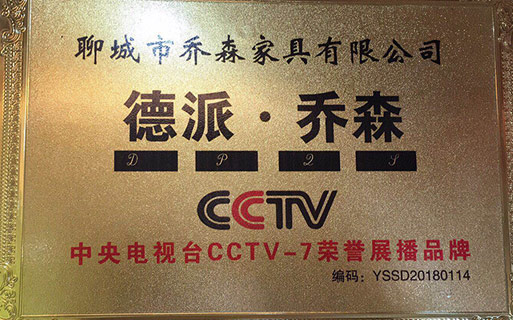 聊城市乔森家具有限公司
德派·乔森
D P Q S
CCTV
中央电视台CCTV-7荣誉展播品牌
编码：YSSD20180114